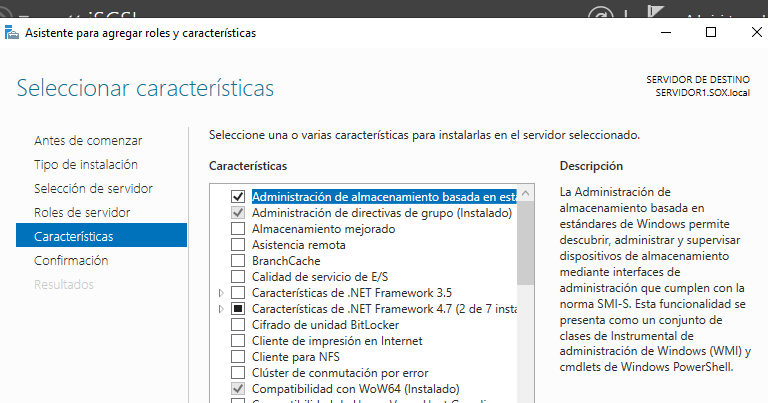 iSCSI
Asistente para agregar roles y características
Seleccionar características
SERVIDOR DE DESTINO
SERVIDOR1.SOX.local
Antes de comenzar
Tipo de instalación
Selección de servidor
Roles de servidor
Características
Confirmación
Resultados
Seleccione una o varias características para instalarlas en el servidor seleccionado.
Características
Administración de almacenamiento basada en está
Administración de directivas de grupo (Instalado)
Almacenamiento mejorado
Asistencia remota
BranchCache
Calidad de servicio de E/S
Características de .NET Framework 3.5
Características de .NET Framework 4.7 (2 de 7 insta
Cifrado de unidad BitLocker
Cliente de impresión en Internet
Cliente para NFS
Clúster de conmutación por error
Compatibilidad con WoW64 (Instalado)
Descripción
La Administración de
almacenamiento basada en
estándares de Windows permite
descubrir, administrar y supervisar
dispositivos de almacenamiento
mediante interfaces de
administración que cumplen con la
norma SMI-S. Esta funcionalidad se
presenta como un conjunto de
clases de Instrumental de
administración de Windows (WMI) y
cmdlets de Windows PowerShell.